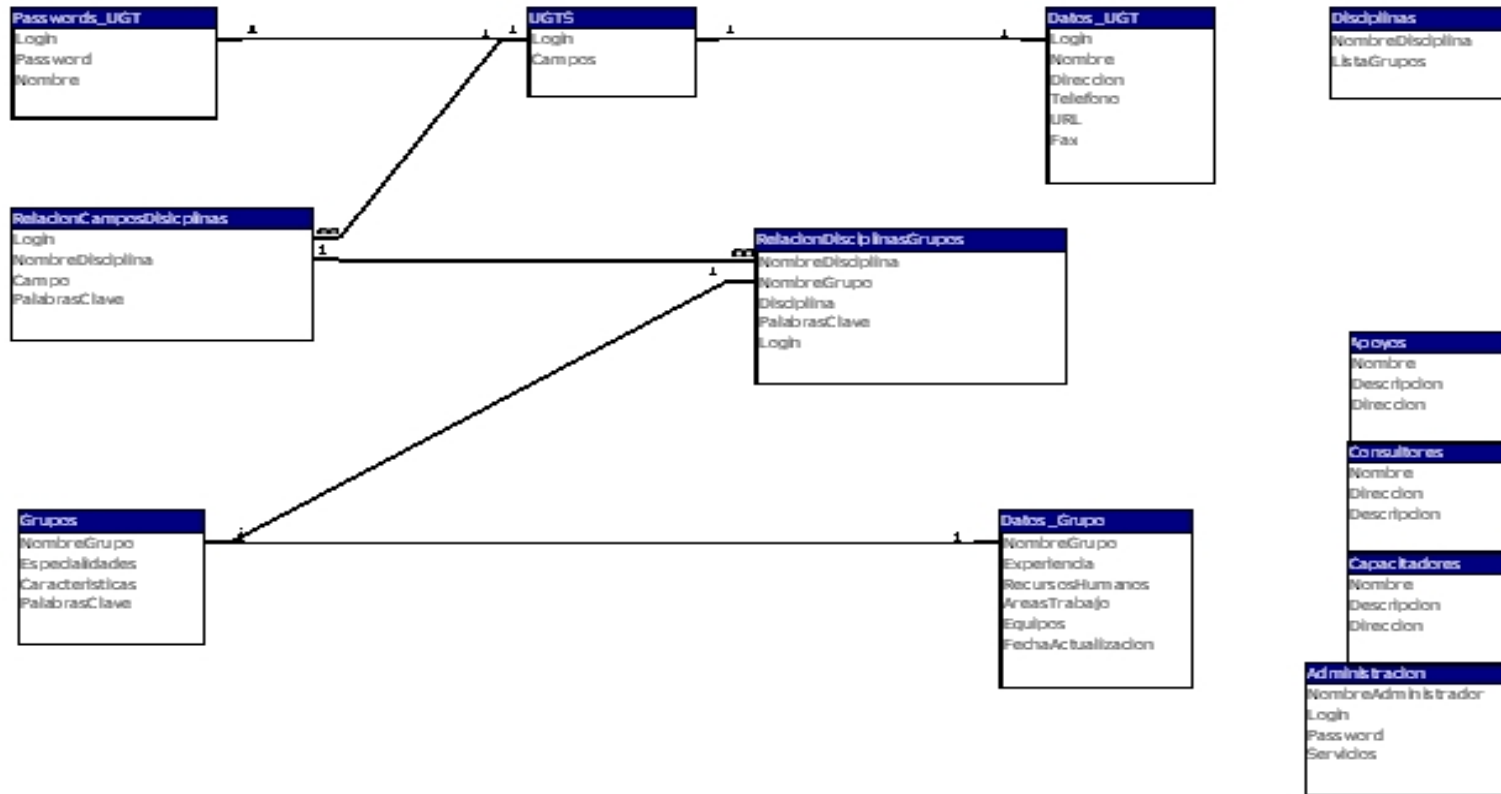 Passwords_UGT
Login
Password
Nombre
1
1
1
UGTS
Login
Campos
1
1
Datos_UGT
Login
Nombre
Direccion
Telefono
URL
Fax
Disciplinas
NombreDisciplina
ListaGrupos
RelacionCamposDisicplinas
Login
NombreDisciplina
Campo
PalabrasClave
∞
1
∞
1
RelacionDisciplinasGrupos
NombreDisciplina
NombreGrupo
Disciplina
PalabrasClave
Login
Apoyos
Nombre
Descripcion
Direccion
Consultores
Nombre
Direccion
Descripcion
Capacitadores
Nombre
Descripcion
Direccion
Administracion
NombreAdministrador
Login
Password
Servicios
Grupos
NombreGrupo
Especialidades
Caracteristicas
PalabrasClave
1
1
Datos_Grupo
NombreGrupo
Experiencia
RecursosHumanos
AreasTrabajo
Equipos
FechaActualizacion